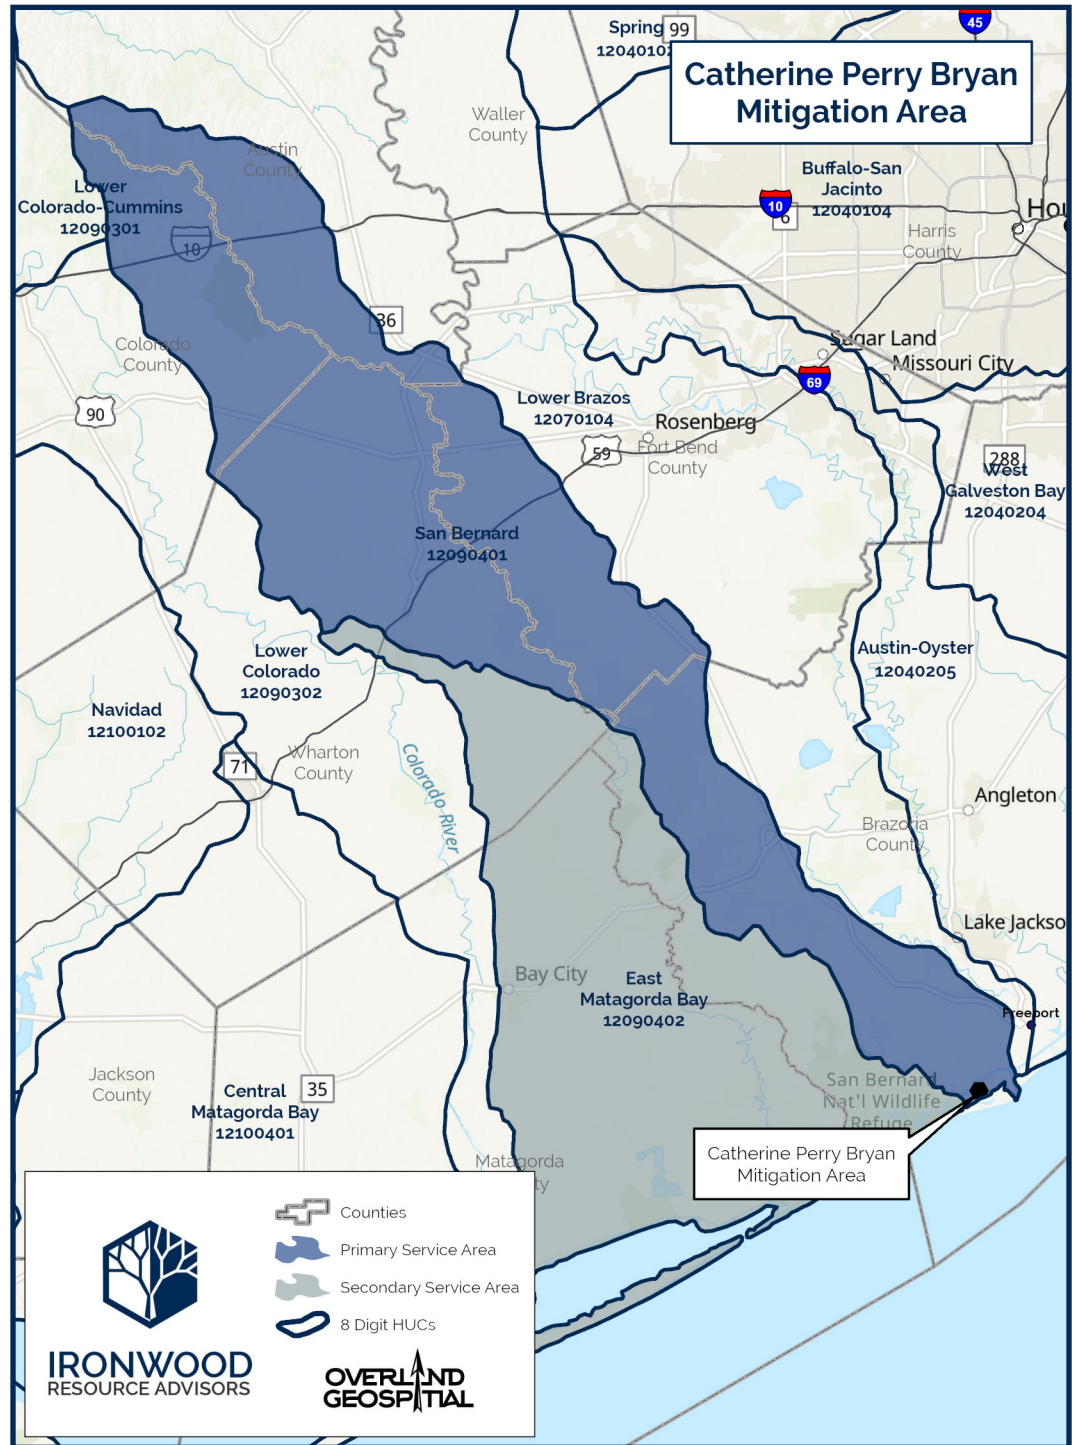 Spring
12040102
99
45
Catherine Perry Bryan
Mitigation Area
Waller
County
Austin
County
Buffalo-San
Jacinto
12040104
10
6
Harris
County
Lower
Colorado-Cummins
12090301
10
36
Colorado
County
90
Sugar Land
Missouri City
69
Lower Brazos
12070104
Rosenberg
59
Fort Bend
County
288
West
Galveston Bay
12040204
San Bernard
12090401
Lower
Colorado
12090302
Austin-Oyster
12040205
Navidad
12100102
71
Wharton
County
Colorado River
Angleton
Brazoria
County
Lake Jackso
Bay City
East
Matagorda Bay
12090402
Freeport
Jackson
County
Central
Matagorda Bay
12100401
35
San Bernard
Nat'l Wildlife
Refuge
Catherine Perry Bryan
Mitigation Area
Matagorda
Counties
Primary Service Area
Secondary Service Area
8 Digit HUCs
IRONWOOD
RESOURCE ADVISORS
OVERLAND
GEOSPATIAL